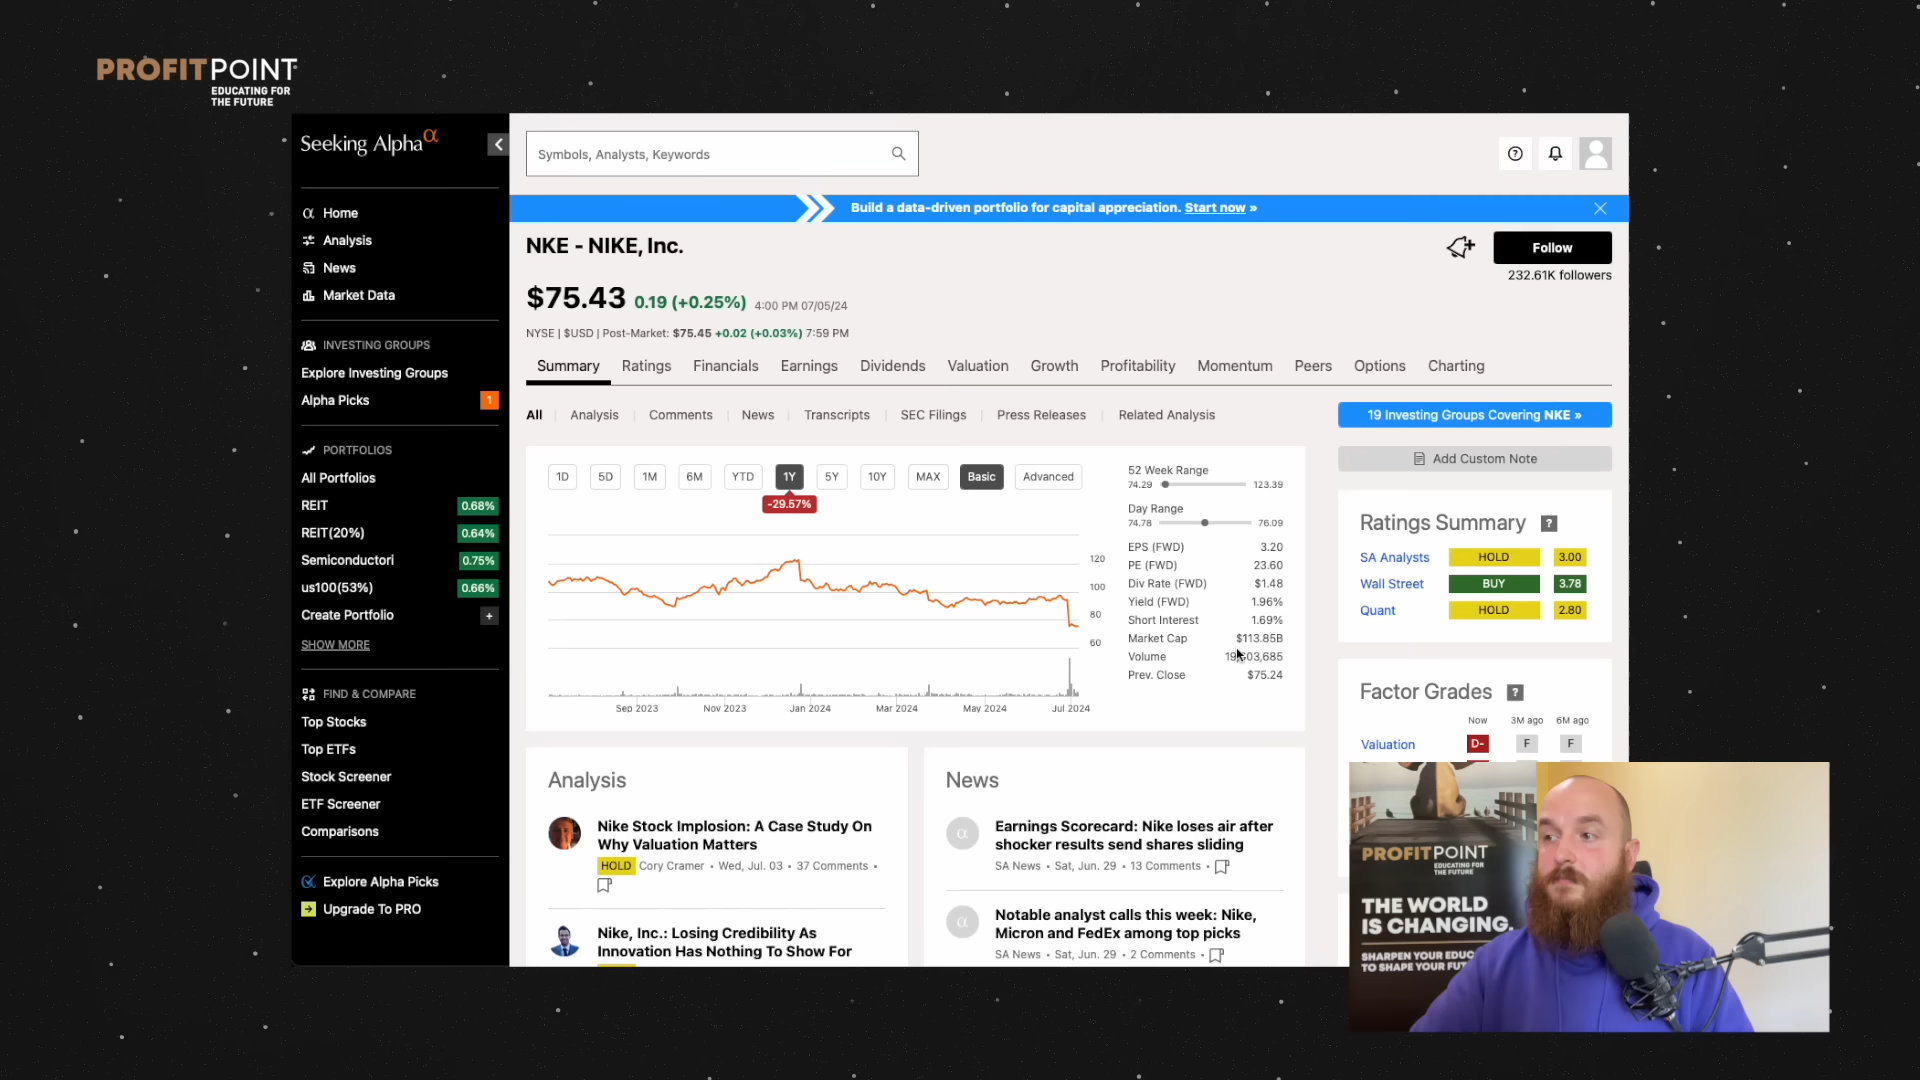 PROFITPOINT
EDUCATING FOR
THE FUTURE
Seeking Alpha α
Symbols, Analysts, Keywords
Build a data-driven portfolio for capital appreciation. Start now »
Home
Analysis
News
Market Data
INVESTING GROUPS
Explore Investing Groups
Alpha Picks 1
PORTFOLIOS
All Portfolios
REIT 0.68%
REIT(20%) 0.64%
Semiconductori 0.75%
us100(53%) 0.66%
Create Portfolio +
SHOW MORE
FIND & COMPARE
Top Stocks
Top ETFs
Stock Screener
ETF Screener
Comparisons
Explore Alpha Picks
Upgrade To PRO
NKE - NIKE, Inc.
Follow
232.61K followers
$75.43 0.19 (+0.25%) 4:00 PM 07/05/24
NYSE | $USD | Post-Market: $75.45 +0.02 (+0.03%) 7:59 PM
Summary Ratings Financials Earnings Dividends Valuation Growth Profitability Momentum Peers Options Charting
All Analysis Comments News Transcripts SEC Filings Press Releases Related Analysis
19 Investing Groups Covering NKE »
Add Custom Note
1D 5D 1M 6M YTD 1Y 5Y 10Y MAX Basic Advanced
-29.57%
120
100
80
60
Sep 2023 Nov 2023 Jan 2024 Mar 2024 May 2024 Jul 2024
52 Week Range
74.29 123.39
Day Range
74.78 76.09
EPS (FWD) 3.20
PE (FWD) 23.60
Div Rate (FWD) $1.48
Yield (FWD) 1.96%
Short Interest 1.69%
Market Cap $113.85B
Volume
Prev. Close $75.24
Ratings Summary ?
SA Analysts HOLD 3.00
Wall Street BUY 3.78
Quant HOLD 2.80
Factor Grades ?
Now 3M ago 6M ago
Valuation D- F F
Analysis
Nike Stock Implosion: A Case Study On
Why Valuation Matters
HOLD Cory Cramer • Wed, Jul. 03 • 37 Comments •
Nike, Inc.: Losing Credibility As
Innovation Has Nothing To Show For
News
Earnings Scorecard: Nike loses air after
shocker results send shares sliding
SA News • Sat, Jun. 29 • 13 Comments •
Notable analyst calls this week: Nike,
Micron and FedEx among top picks
SA News • Sat, Jun. 29 • 2 Comments •
PROFITPOINT
EDUCATING FOR
THE FUTURE
THE WORLD
IS CHANGING.
SHARPEN YOUR
TO SHAPE YOUR